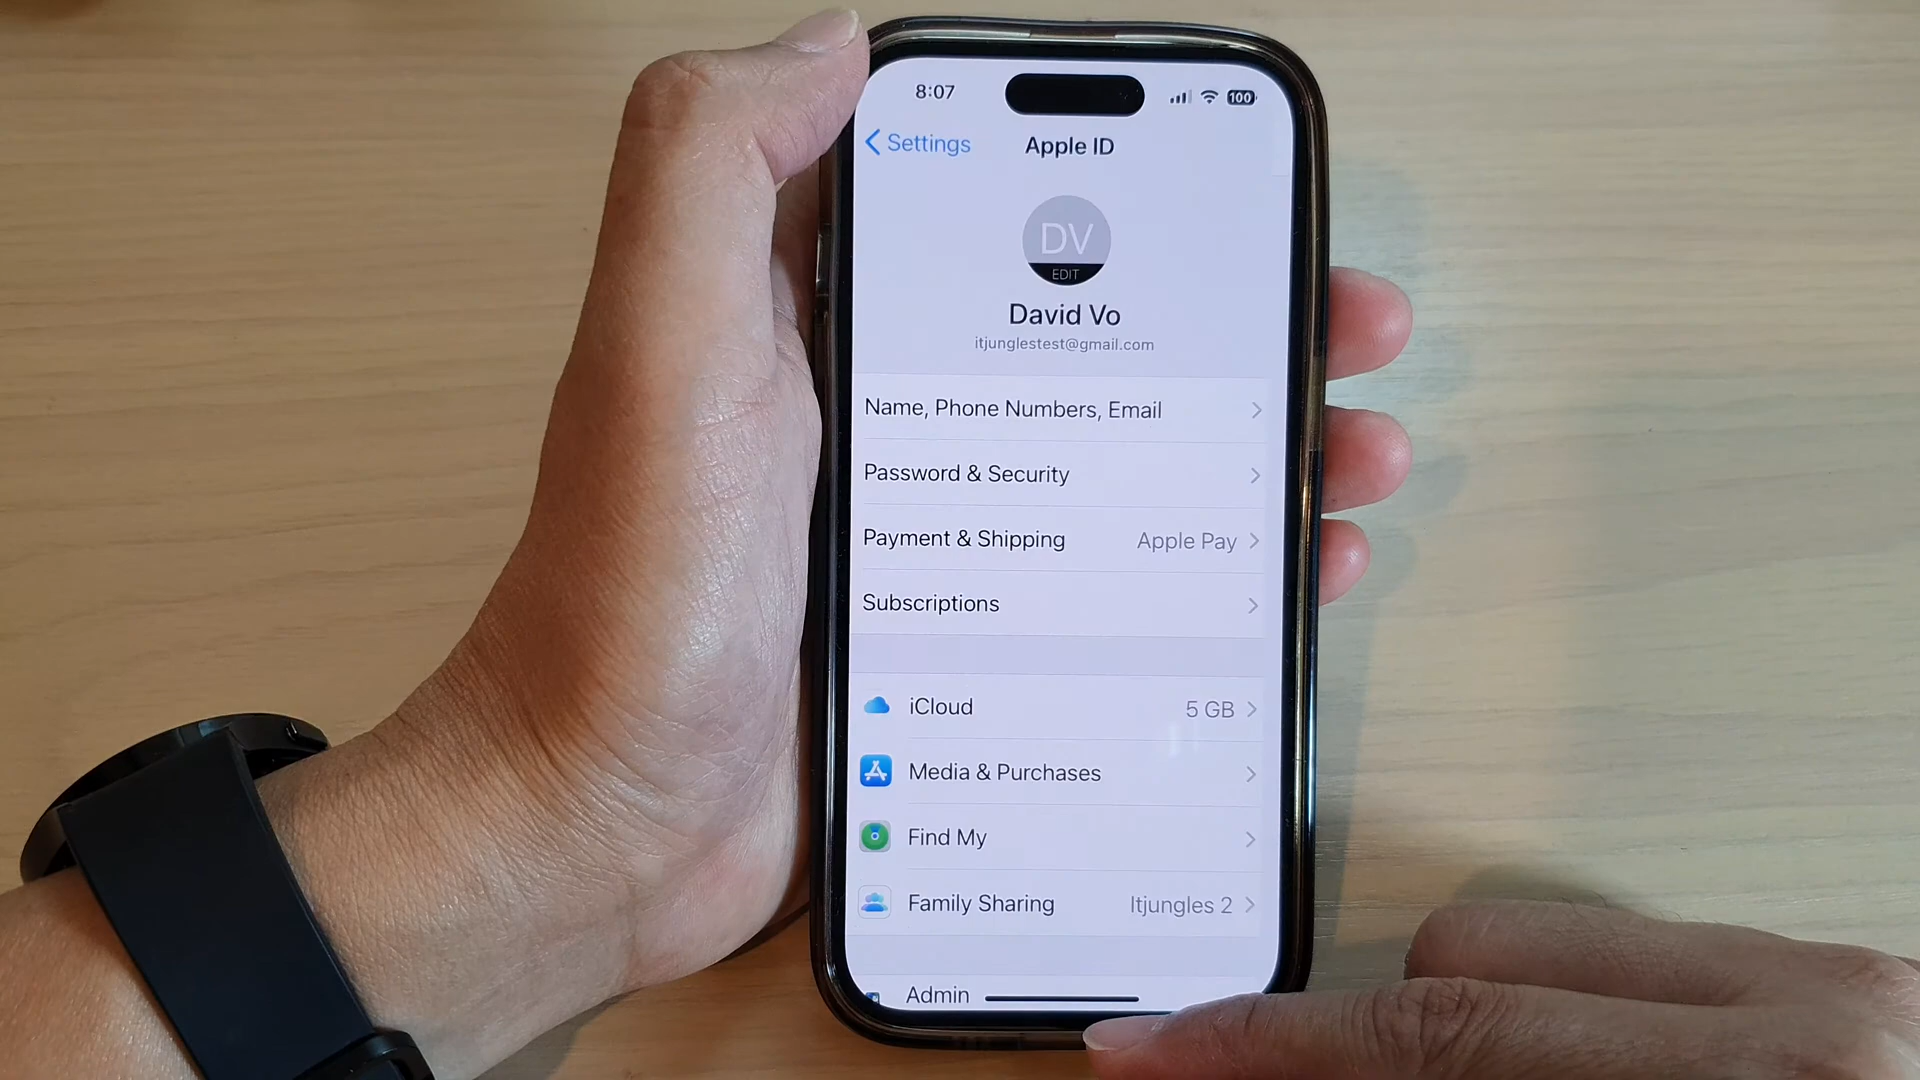 8:07
100
Settings
Apple ID
DV
EDIT
David Vo
itjunglestest@gmail.com
Name, Phone Numbers, Email
Password & Security
Payment & Shipping Apple Pay
Subscriptions
iCloud 5 GB
Media & Purchases
Find My
Family Sharing Itjungles 2
Admin